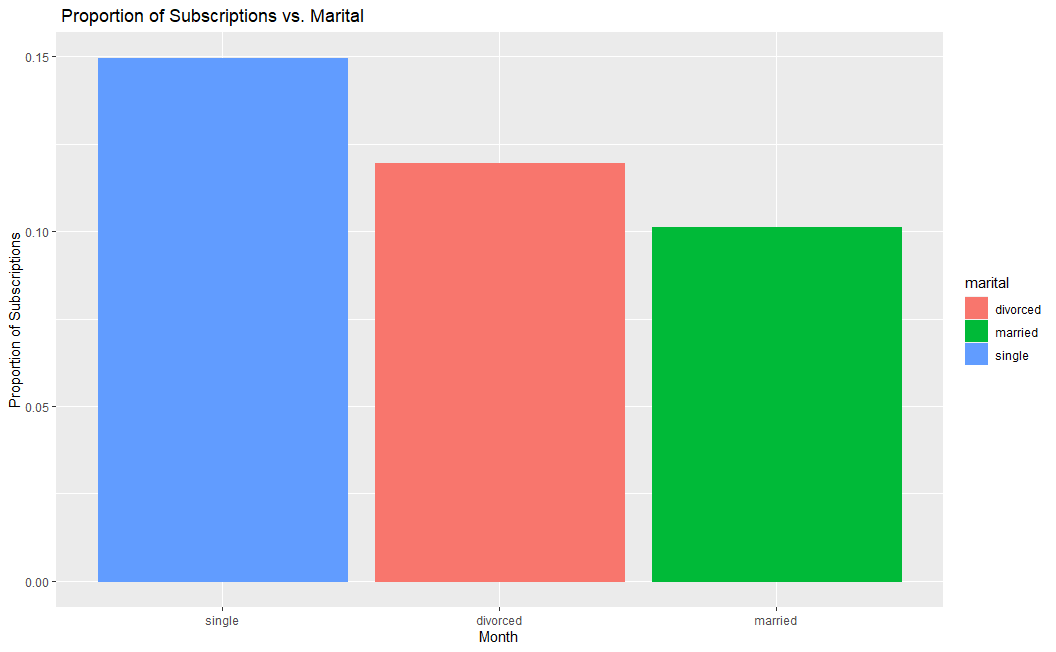 Proportion of Subscriptions vs. Marital
Proportion of Subscriptions
0.15
0.10
0.05
0.00
single divorced married
Month
marital
divorced
married
single